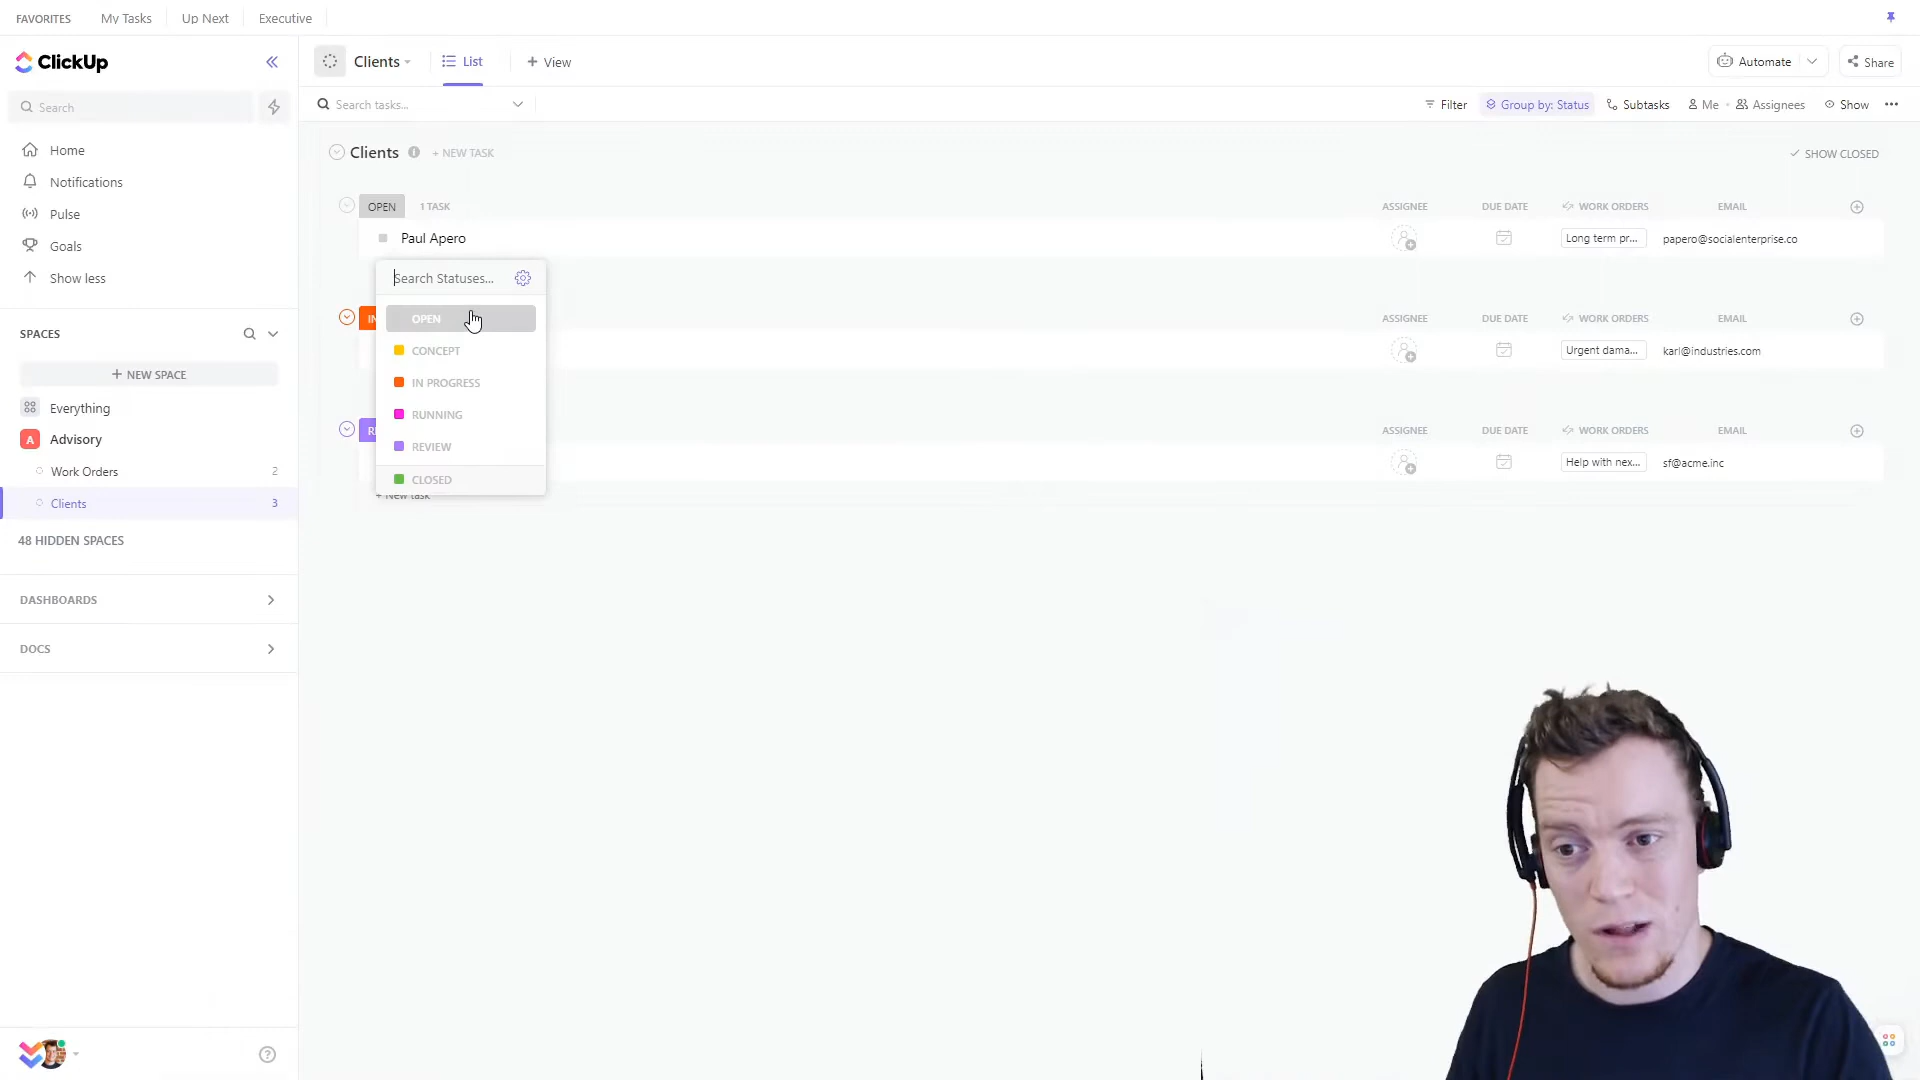 FAVORITES My Tasks Up Next Executive
ClickUp
Clients List + View Automate Share
Search
Search tasks... Filter Group by: Status Subtasks Me Assignees Show
Home
Notifications
Pulse
Goals
Show less
SPACES
+ NEW SPACE
Everything
A Advisory
Work Orders 2
Clients 3
48 HIDDEN SPACES
DASHBOARDS
DOCS
Clients + NEW TASK SHOW CLOSED
OPEN 1 TASK ASSIGNEE DUE DATE WORK ORDERS EMAIL
Paul Apero Long term pr... papero@socialenterprise.co
Search Statuses...
OPEN
CONCEPT
IN PROGRESS
RUNNING
REVIEW
CLOSED
IN ASSIGNEE DUE DATE WORK ORDERS EMAIL
Urgent dama... karl@industries.com
RE ASSIGNEE DUE DATE WORK ORDERS EMAIL
Help with nex... sf@acme.inc
+ New task